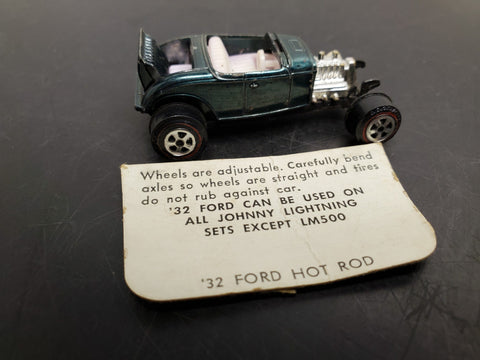 Wheels are adjustable. Carefully bend
axles so wheels are straight and tires
do not rub against car.
'32 FORD CAN BE USED ON
ALL JOHNNY LIGHTNING
SETS EXCEPT LM500
'32 FORD HOT ROD